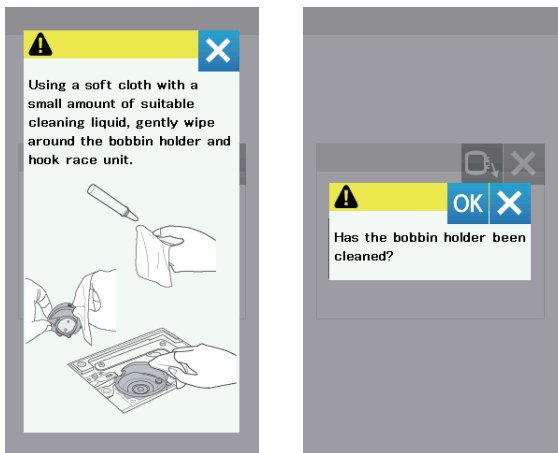 Using a soft cloth with a
small amount of suitable
cleaning liquid, gently wipe
around the bobbin holder and
hook race unit.
OK
Has the bobbin holder been
cleaned?